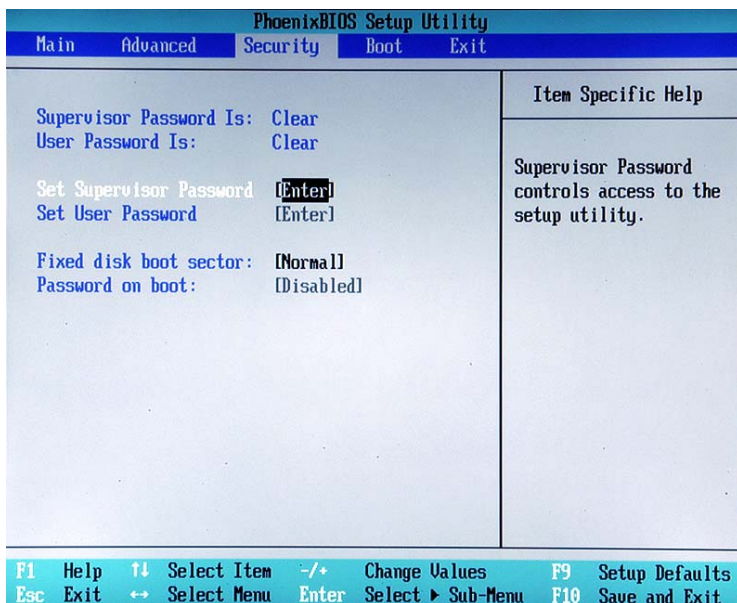 PhoenixBIOS Setup Utility
Main Advanced Security Boot Exit
Item Specific Help
Supervisor Password Is: Clear
User Password Is: Clear
Supervisor Password
controls access to the
setup utility.
Set Supervisor Password [Enter]
Set User Password [Enter]
Fixed disk boot sector: [Normal]
Password on boot: [Disabled]
F1 Help ↑↓ Select Item -/+ Change Values F9 Setup Defaults
Esc Exit ↔ Select Menu Enter Select ▶ Sub-Menu F10 Save and Exit